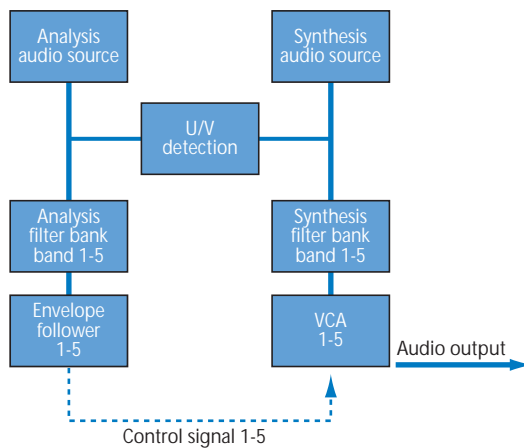 Analysis
audio source
Synthesis
audio source
U/V
detection
Analysis
filter bank
band 1-5
Synthesis
filter bank
band 1-5
Envelope
follower
1-5
VCA
1-5
Audio output
Control signal 1-5